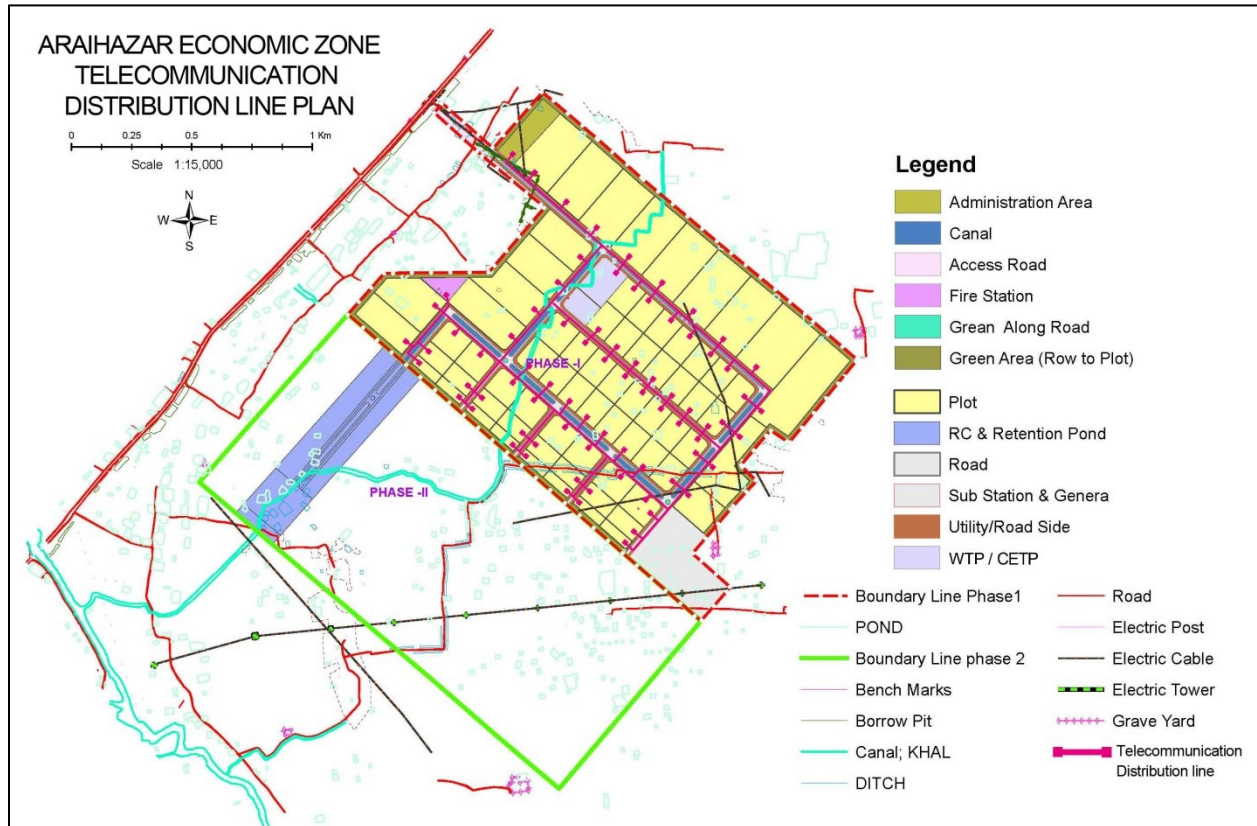 ARAIHAZAR ECONOMIC ZONE
TELECOMMUNICATION
DISTRIBUTION LINE PLAN
0 0.25 0.5 1 Km
Scale 1:15,000
N
W E
S
PHASE -I
PHASE -II
Legend
Administration Area
Canal
Access Road
Fire Station
Grean Along Road
Green Area (Row to Plot)
Plot
RC & Retention Pond
Road
Sub Station & Genera
Utility/Road Side
WTP / CETP
Boundary Line Phase1
POND
Boundary Line phase 2
Bench Marks
Borrow Pit
Canal; KHAL
DITCH
Road
Electric Post
Electric Cable
Electric Tower
Grave Yard
Telecommunication
Distribution line